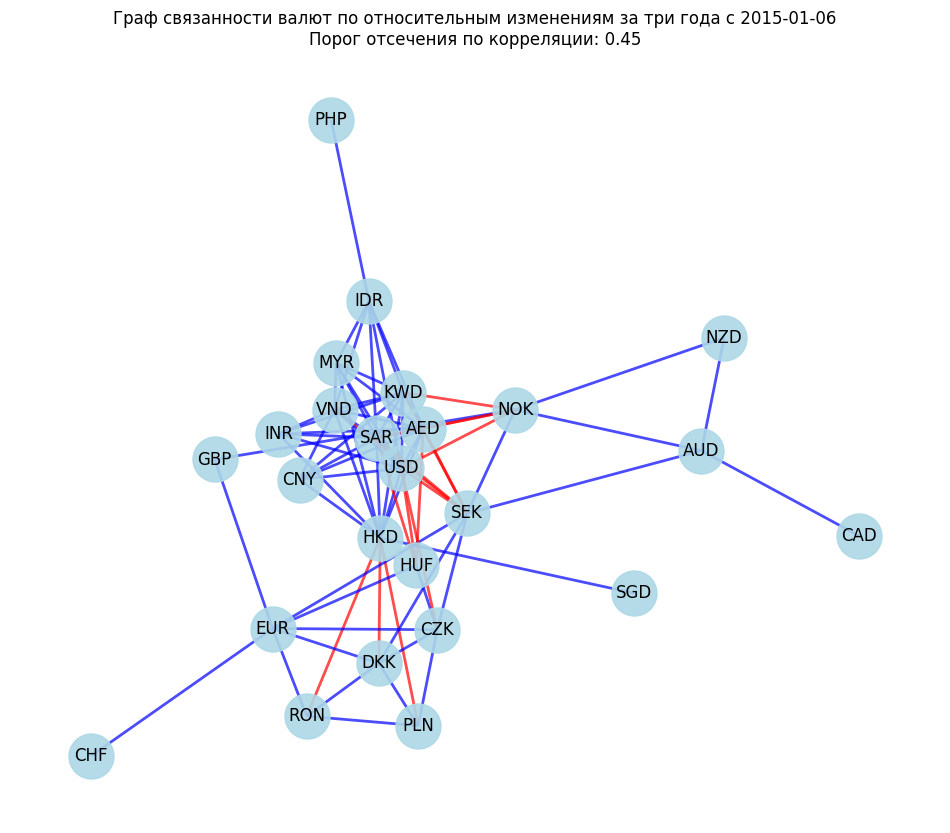 Граф связанности валют по относительным изменениям за три года с 2015-01-06
Порог отсечения по корреляции: 0.45
PHP
IDR
NZD
MYR
KWD
VND
NOK
AED
INR
SAR
AUD
GBP
USD
CNY
SEK
HKD
CAD
HUF
SGD
EUR
CZK
DKK
RON
PLN
CHF